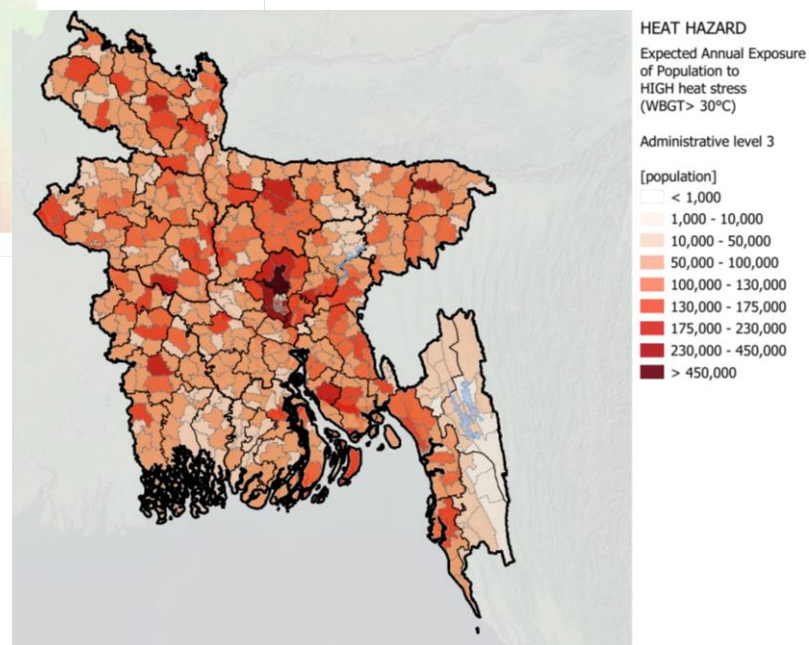 HEAT HAZARD
Expected Annual Exposure
of Population to
HIGH heat stress
(WBGT> 30°C)
Administrative level 3
[population]
< 1,000
1,000 - 10,000
10,000 - 50,000
50,000 - 100,000
100,000 - 130,000
130,000 - 175,000
175,000 - 230,000
230,000 - 450,000
> 450,000